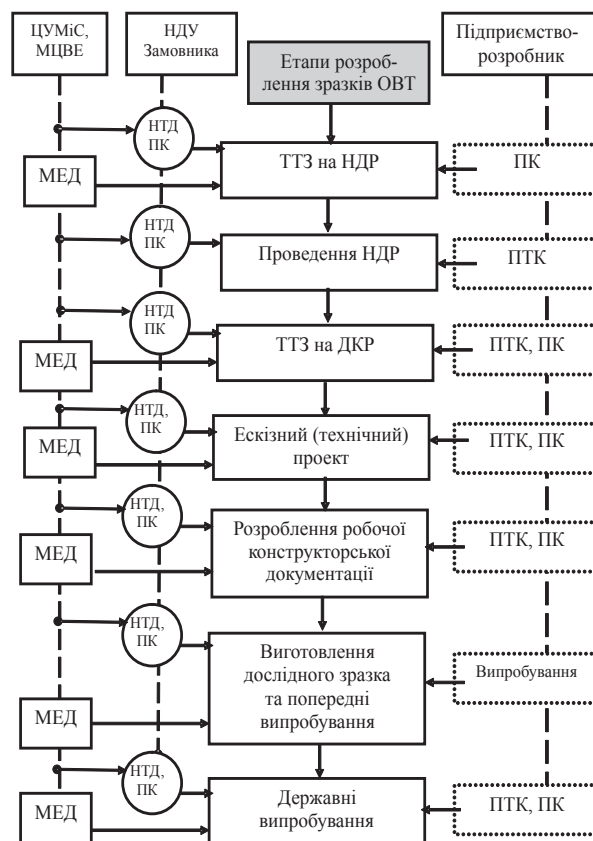 ЦУМіС,
МЦВЕ
НДУ
Замовника
Етапи розроб-
лення зразків ОВТ
Підприємство-
розробник
НТД
ПК
МЕД
ТТЗ на НДР
ПК
НТД
ПК
Проведення НДР
ПТК
НТД
ПК
МЕД
ТТЗ на ДКР
ПТК, ПК
НТД,
ПК
МЕД
Ескізний (технічний)
проект
ПТК, ПК
НТД,
ПК
МЕД
Розроблення робочої
конструкторської
документації
ПТК, ПК
НТД,
ПК
МЕД
Виготовлення
дослідного зразка
та попередні
випробування
Випробування
НТД,
ПК
МЕД
Державні
випробування
ПТК, ПК